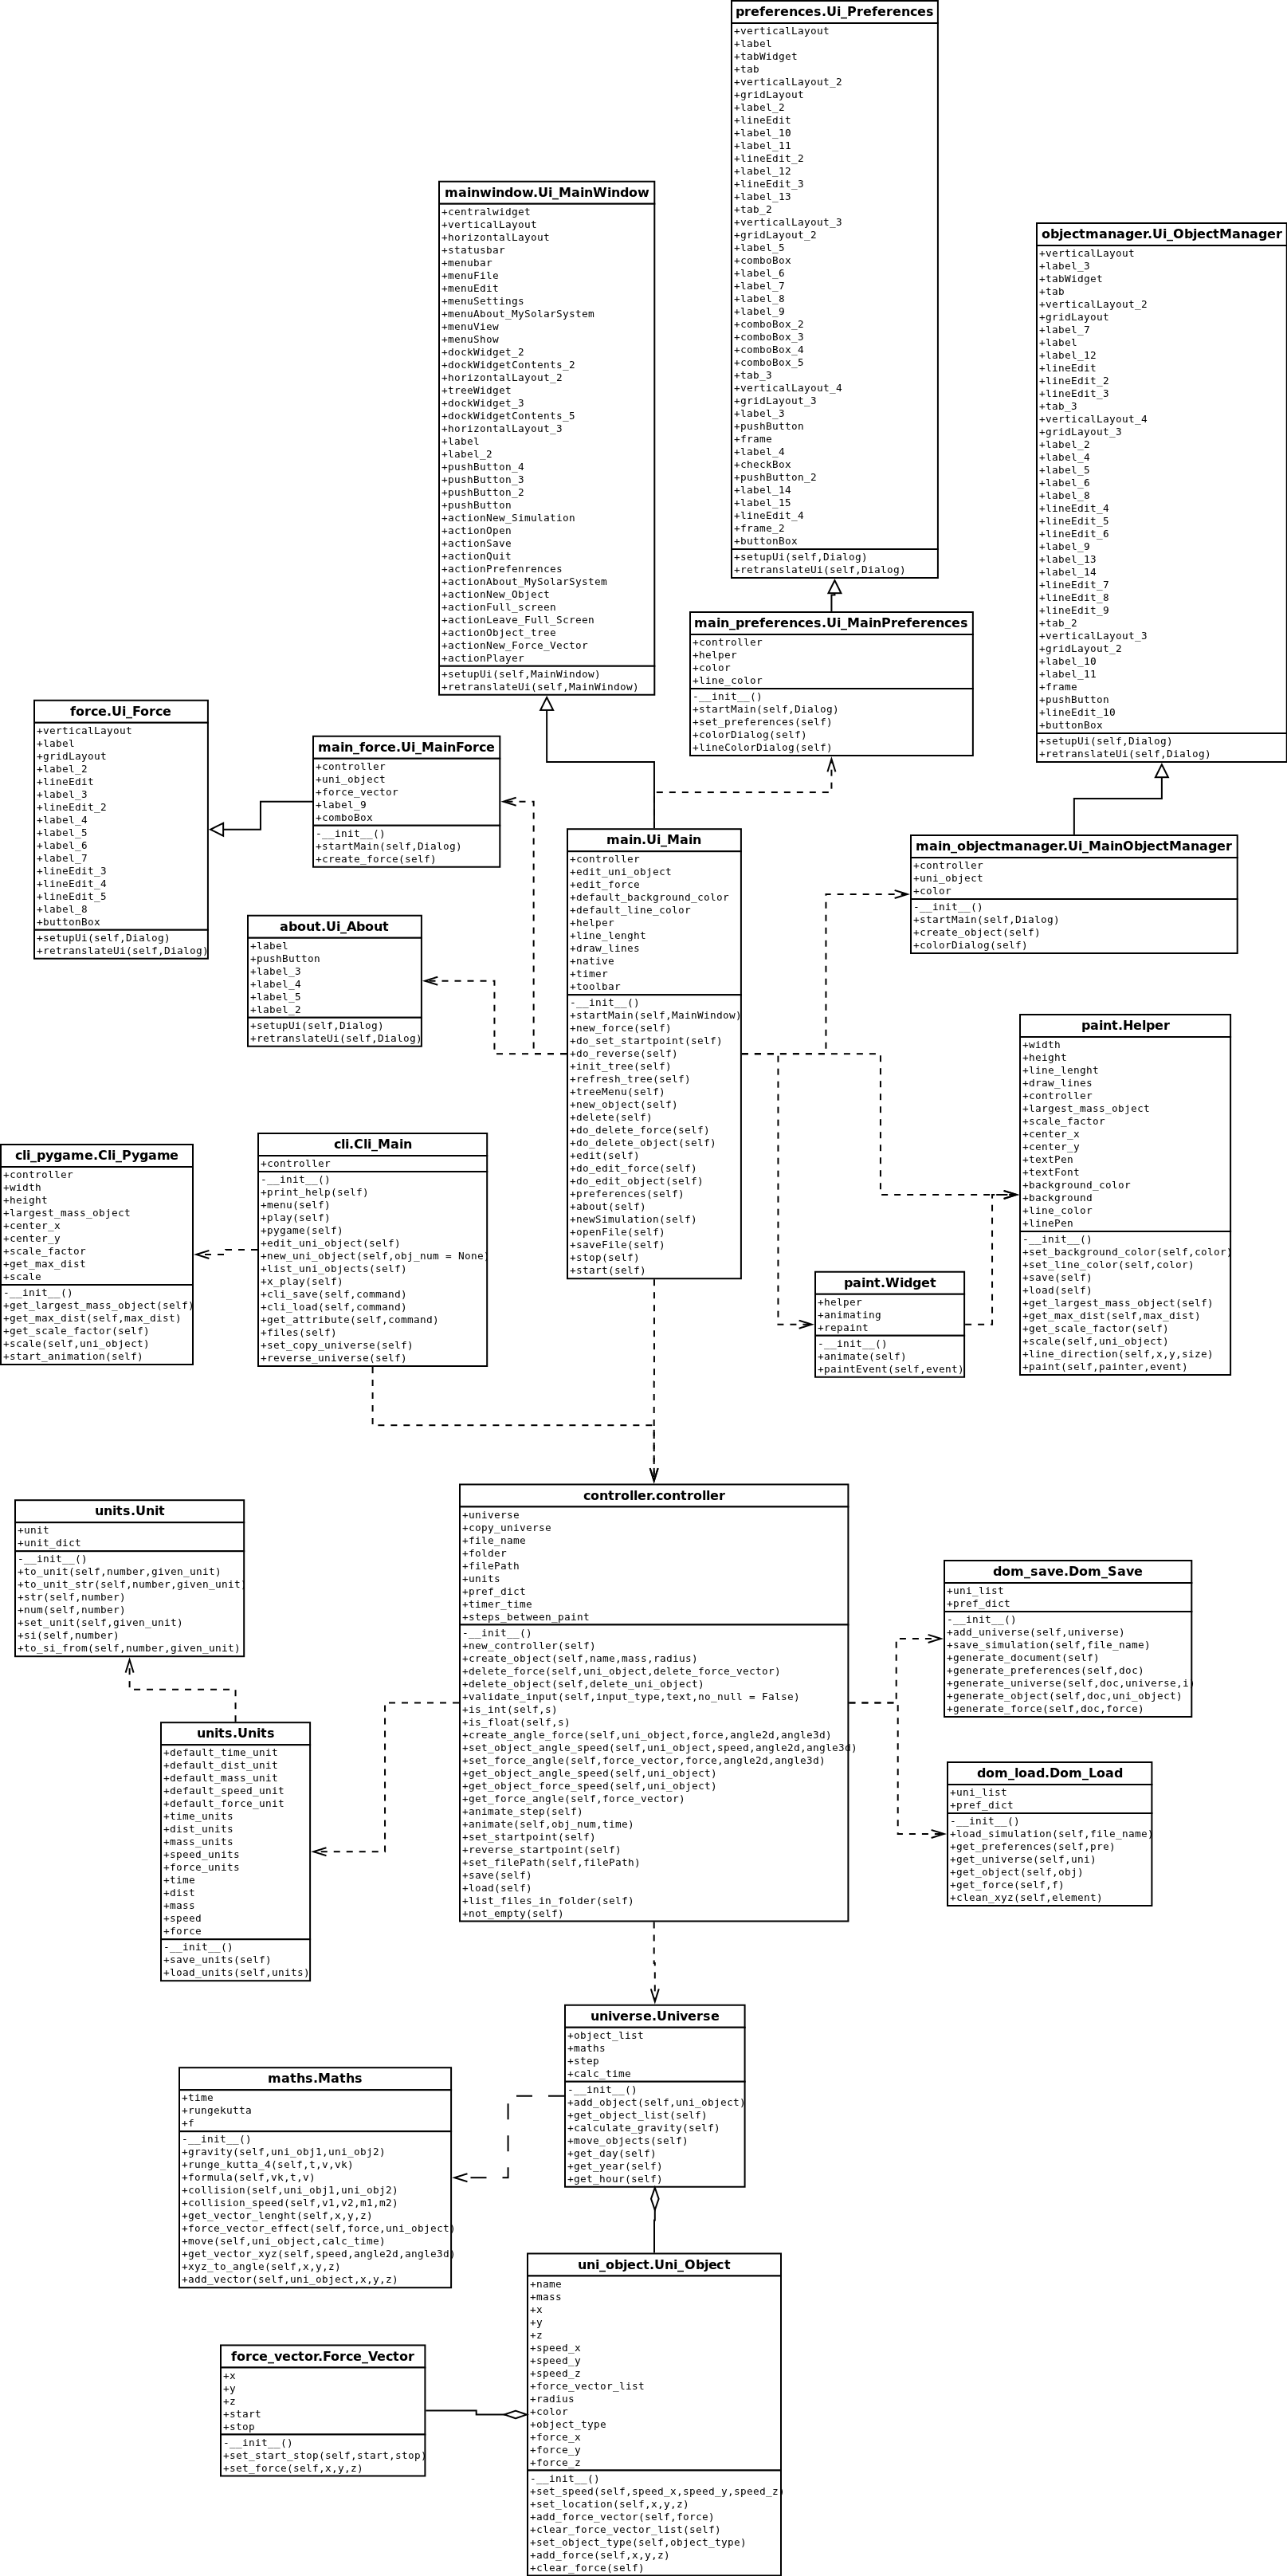 preferences.Ui_Preferences
+verticalLayout
+label
+tabWidget
+tab
+verticalLayout_2
+gridLayout
+label_2
+lineEdit
+label_10
+label_11
+lineEdit_2
+label_12
+lineEdit_3
+label_13
+tab_2
+verticalLayout_3
+gridLayout_2
+label_5
+comboBox
+label_6
+label_7
+label_8
+label_9
+comboBox_2
+comboBox_3
+comboBox_4
+comboBox_5
+tab_3
+verticalLayout_4
+gridLayout_3
+label_3
+pushButton
+frame
+label_4
+checkBox
+pushButton_2
+label_14
+label_15
+lineEdit_4
+frame_2
+buttonBox
+setupUi(self,Dialog)
+retranslateUi(self,Dialog)
mainwindow.Ui_MainWindow
+centralwidget
+verticalLayout
+horizontalLayout
+statusbar
+menubar
+menuFile
+menuEdit
+menuSettings
+menuAbout_MySolarSystem
+menuView
+menuShow
+dockWidget_2
+dockWidgetContents_2
+horizontalLayout_2
+treeWidget
+dockWidget_3
+dockWidgetContents_5
+horizontalLayout_3
+label
+label_2
+pushButton_4
+pushButton_3
+pushButton_2
+pushButton
+actionNew_Simulation
+actionOpen
+actionSave
+actionQuit
+actionPrefenrences
+actionAbout_MySolarSystem
+actionNew_Object
+actionFull_screen
+actionLeave_Full_Screen
+actionObject_tree
+actionNew_Force_Vector
+actionPlayer
+setupUi(self,MainWindow)
+retranslateUi(self,MainWindow)
objectmanager.Ui_ObjectManager
+verticalLayout
+label_3
+tabWidget
+tab
+verticalLayout_2
+gridLayout
+label_7
+label
+label_12
+lineEdit
+lineEdit_2
+lineEdit_3
+tab_3
+verticalLayout_4
+gridLayout_3
+label_2
+label_4
+label_5
+label_6
+label_8
+lineEdit_4
+lineEdit_5
+lineEdit_6
+label_9
+label_13
+label_14
+lineEdit_7
+lineEdit_8
+lineEdit_9
+tab_2
+verticalLayout_3
+gridLayout_2
+label_10
+label_11
+frame
+pushButton
+lineEdit_10
+buttonBox
+setupUi(self,Dialog)
+retranslateUi(self,Dialog)
main_preferences.Ui_MainPreferences
+controller
+helper
+color
+line_color
-__init__()
+startMain(self,Dialog)
+set_preferences(self)
+colorDialog(self)
+lineColorDialog(self)
force.Ui_Force
+verticalLayout
+label
+gridLayout
+label_2
+lineEdit
+label_3
+lineEdit_2
+label_4
+label_5
+label_6
+label_7
+lineEdit_3
+lineEdit_4
+lineEdit_5
+label_8
+buttonBox
+setupUi(self,Dialog)
+retranslateUi(self,Dialog)
main_force.Ui_MainForce
+controller
+uni_object
+force_vector
+label_9
+comboBox
-__init__()
+startMain(self,Dialog)
+create_force(self)
main.Ui_Main
+controller
+edit_uni_object
+edit_force
+default_background_color
+default_line_color
+helper
+line_lenght
+draw_lines
+native
+timer
+toolbar
-__init__()
+startMain(self,MainWindow)
+new_force(self)
+do_set_startpoint(self)
+do_reverse(self)
+init_tree(self)
+refresh_tree(self)
+treeMenu(self)
+new_object(self)
+delete(self)
+do_delete_force(self)
+do_delete_object(self)
+edit(self)
+do_edit_force(self)
+do_edit_object(self)
+preferences(self)
+about(self)
+newSimulation(self)
+openFile(self)
+saveFile(self)
+stop(self)
+start(self)
main_objectmanager.Ui_MainObjectManager
+controller
+uni_object
+color
-__init__()
+startMain(self,Dialog)
+create_object(self)
+colorDialog(self)
about.Ui_About
+label
+pushButton
+label_3
+label_4
+label_5
+label_2
+setupUi(self,Dialog)
+retranslateUi(self,Dialog)
paint.Helper
+width
+height
+line_lenght
+draw_lines
+controller
+largest_mass_object
+scale_factor
+center_x
+center_y
+textPen
+textFont
+background_color
+background
+line_color
+linePen
-__init__()
+set_background_color(self,color)
+set_line_color(self,color)
+save(self)
+load(self)
+get_largest_mass_object(self)
+get_max_dist(self,max_dist)
+get_scale_factor(self)
+scale(self,uni_object)
+line_direction(self,x,y,size)
+paint(self,painter,event)
cli_pygame.Cli_Pygame
+controller
+width
+height
+largest_mass_object
+center_x
+center_y
+scale_factor
+get_max_dist
+scale
-__init__()
+get_largest_mass_object(self)
+get_max_dist(self,max_dist)
+get_scale_factor(self)
+scale(self,uni_object)
+start_animation(self)
cli.Cli_Main
+controller
-__init__()
+print_help(self)
+menu(self)
+play(self)
+pygame(self)
+edit_uni_object(self)
+new_uni_object(self,obj_num = None)
+list_uni_objects(self)
+x_play(self)
+cli_save(self,command)
+cli_load(self,command)
+get_attribute(self,command)
+files(self)
+set_copy_universe(self)
+reverse_universe(self)
paint.Widget
+helper
+animating
+repaint
-__init__()
+animate(self)
+paintEvent(self,event)
controller.controller
+universe
+copy_universe
+file_name
+folder
+filePath
+units
+pref_dict
+timer_time
+steps_between_paint
-__init__()
+new_controller(self)
+create_object(self,name,mass,radius)
+delete_force(self,uni_object,delete_force_vector)
+delete_object(self,delete_uni_object)
+validate_input(self,input_type,text,no_null = False)
+is_int(self,s)
+is_float(self,s)
+create_angle_force(self,uni_object,force,angle2d,angle3d)
+set_object_angle_speed(self,uni_object,speed,angle2d,angle3d)
+set_force_angle(self,force_vector,force,angle2d,angle3d)
+get_object_angle_speed(self,uni_object)
+get_object_force_speed(self,uni_object)
+get_force_angle(self,force_vector)
+animate_step(self)
+animate(self,obj_num,time)
+set_startpoint(self)
+reverse_startpoint(self)
+set_filePath(self,filePath)
+save(self)
+load(self)
+list_files_in_folder(self)
+not_empty(self)
units.Unit
+unit
+unit_dict
-__init__()
+to_unit(self,number,given_unit)
+to_unit_str(self,number,given_unit)
+str(self,number)
+num(self,number)
+set_unit(self,given_unit)
+si(self,number)
+to_si_from(self,number,given_unit)
dom_save.Dom_Save
+uni_list
+pref_dict
-__init__()
+add_universe(self,universe)
+save_simulation(self,file_name)
+generate_document(self)
+generate_preferences(self,doc)
+generate_universe(self,doc,universe,i)
+generate_object(self,doc,uni_object)
+generate_force(self,doc,force)
units.Units
+default_time_unit
+default_dist_unit
+default_mass_unit
+default_speed_unit
+default_force_unit
+time_units
+dist_units
+mass_units
+speed_units
+force_units
+time
+dist
+mass
+speed
+force
-__init__()
+save_units(self)
+load_units(self,units)
dom_load.Dom_Load
+uni_list
+pref_dict
-__init__()
+load_simulation(self,file_name)
+get_preferences(self,pre)
+get_universe(self,uni)
+get_object(self,obj)
+get_force(self,f)
+clean_xyz(self,element)
universe.Universe
+object_list
+maths
+step
+calc_time
-__init__()
+add_object(self,uni_object)
+get_object_list(self)
+calculate_gravity(self)
+move_objects(self)
+get_day(self)
+get_year(self)
+get_hour(self)
maths.Maths
+time
+rungekutta
+f
-__init__()
+gravity(self,uni_obj1,uni_obj2)
+runge_kutta_4(self,t,v,vk)
+formula(self,vk,t,v)
+collision(self,uni_obj1,uni_obj2)
+collision_speed(self,v1,v2,m1,m2)
+get_vector_lenght(self,x,y,z)
+force_vector_effect(self,force,uni_object)
+move(self,uni_object,calc_time)
+get_vector_xyz(self,speed,angle2d,angle3d)
+xyz_to_angle(self,x,y,z)
+add_vector(self,uni_object,x,y,z)
uni_object.Uni_Object
+name
+mass
+x
+y
+z
+speed_x
+speed_y
+speed_z
+force_vector_list
+radius
+color
+object_type
+force_x
+force_y
+force_z
-__init__()
+set_speed(self,speed_x,speed_y,speed_z)
+set_location(self,x,y,z)
+add_force_vector(self,force)
+clear_force_vector_list(self)
+set_object_type(self,object_type)
+add_force(self,x,y,z)
+clear_force(self)
force_vector.Force_Vector
+x
+y
+z
+start
+stop
-__init__()
+set_start_stop(self,start,stop)
+set_force(self,x,y,z)